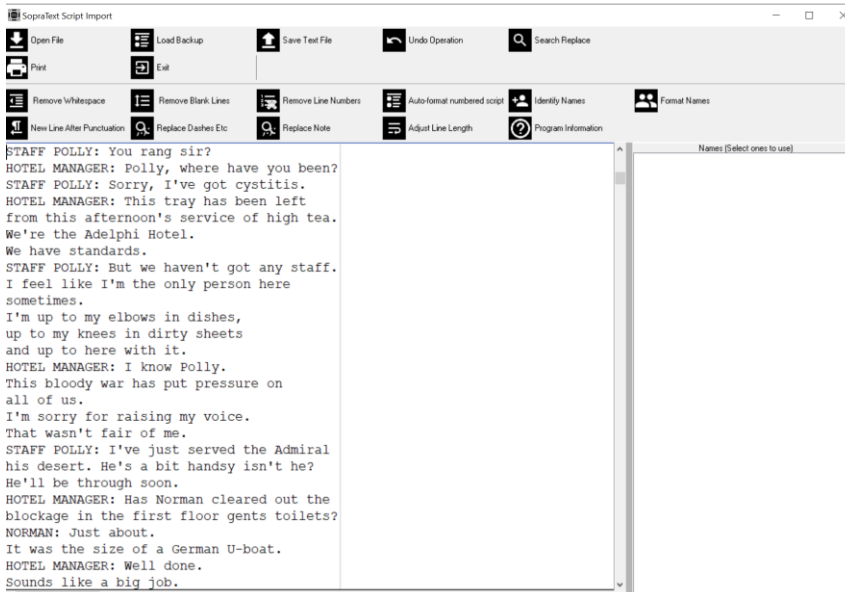 SopraText Script Import
Open File
Load Backup
Save Text File
Undo Operation
Search Replace
Print
Exit
Remove Whitespace
Remove Blank Lines
Remove Line Numbers
Auto-format numbered script
Identify Names
Format Names
New Line After Punctuation
Replace Dashes Etc
Replace Note
Adjust Line Length
Program Information
Names (Select ones to use)
STAFF POLLY: You rang sir?
HOTEL MANAGER: Polly, where have you been?
STAFF POLLY: Sorry, I've got cystitis.
HOTEL MANAGER: This tray has been left
from this afternoon's service of high tea.
We're the Adelphi Hotel.
We have standards.
STAFF POLLY: But we haven't got any staff.
I feel like I'm the only person here
sometimes.
I'm up to my elbows in dishes,
up to my knees in dirty sheets
and up to here with it.
HOTEL MANAGER: I know Polly.
This bloody war has put pressure on
all of us.
I'm sorry for raising my voice.
That wasn't fair of me.
STAFF POLLY: I've just served the Admiral
his desert. He's a bit handsy isn't he?
He'll be through soon.
HOTEL MANAGER: Has Norman cleared out the
blockage in the first floor gents toilets?
NORMAN: Just about.
It was the size of a German U-boat.
HOTEL MANAGER: Well done.
Sounds like a big job.